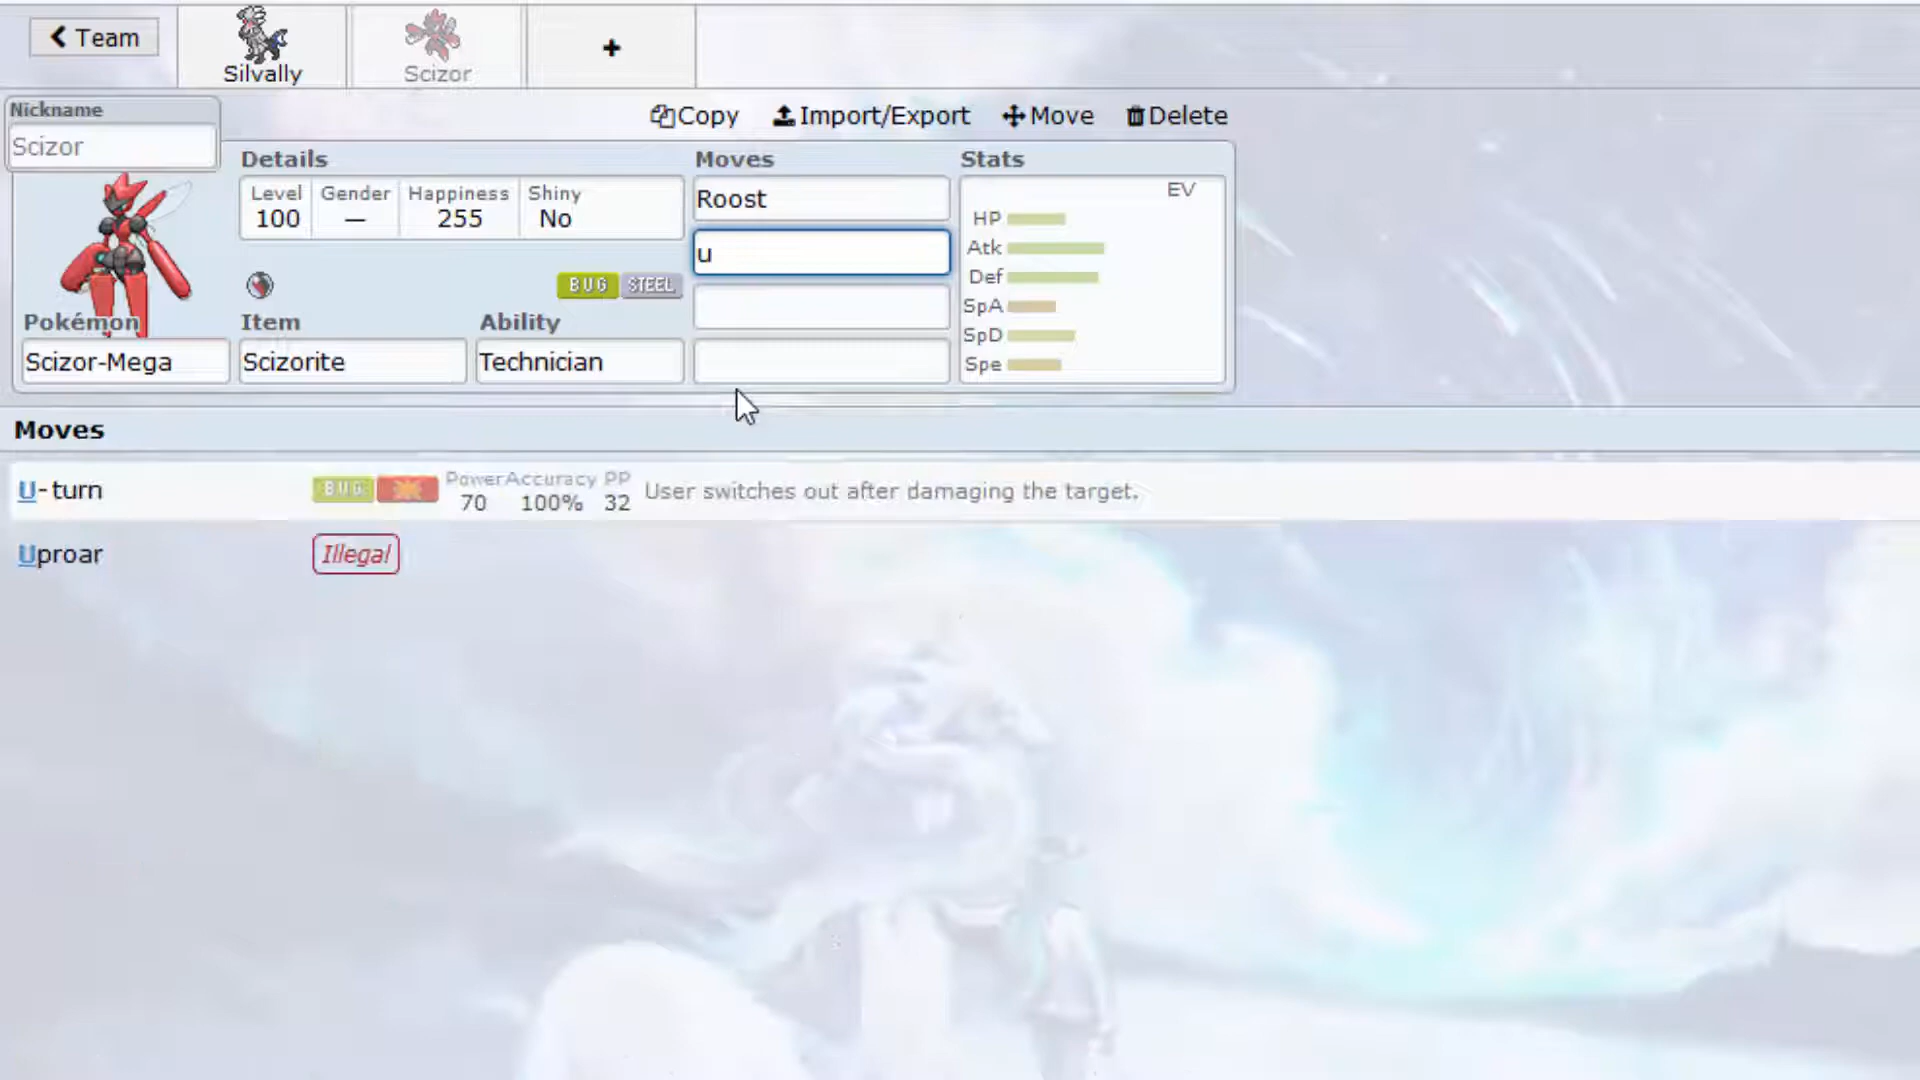 Team
Silvally
Scizor
+
Nickname
Scizor
Copy
Import/Export
Move
Delete
Details
Level
100
Gender
—
Happiness
255
Shiny
No
BUG
STEEL
Pokémon
Scizor-Mega
Item
Scizorite
Ability
Technician
Moves
Roost
u
Stats
EV
HP
Atk
Def
SpA
SpD
Spe
Moves
U-turn BUG Power 70 Accuracy 100% PP 32 User switches out after damaging the target.
Uproar Illegal